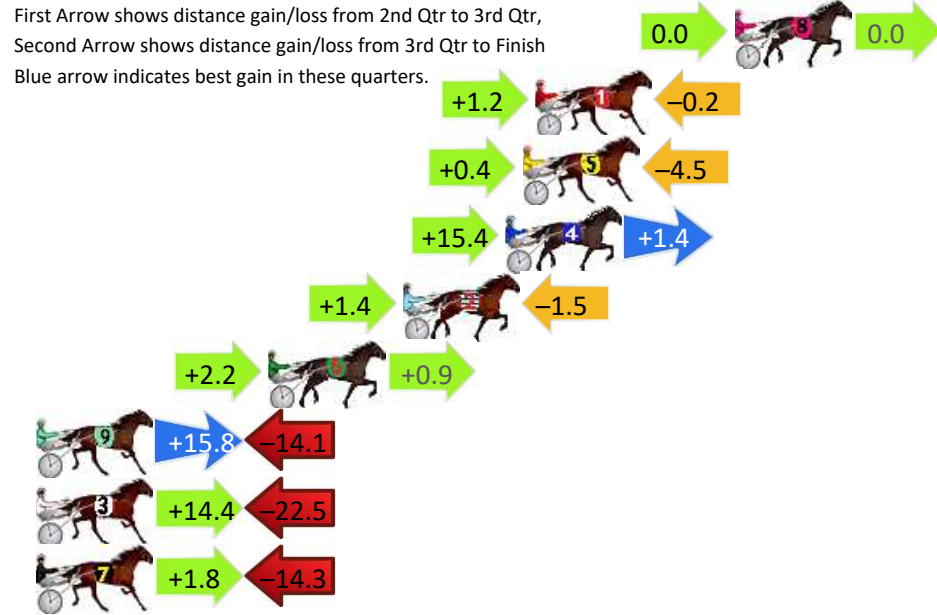 First Arrow shows distance gain/loss from 2nd Qtr to 3rd Qtr,
Second Arrow shows distance gain/loss from 3rd Qtr to Finish
Blue arrow indicates best gain in these quarters.
0.0 8 0.0
+1.2 1 –0.2
+0.4 5 –4.5
+15.4 4 +1.4
+1.4 2 –1.5
+2.2 6 +0.9
9 +15.8 –14.1
3 +14.4 –22.5
7 +1.8 –14.3